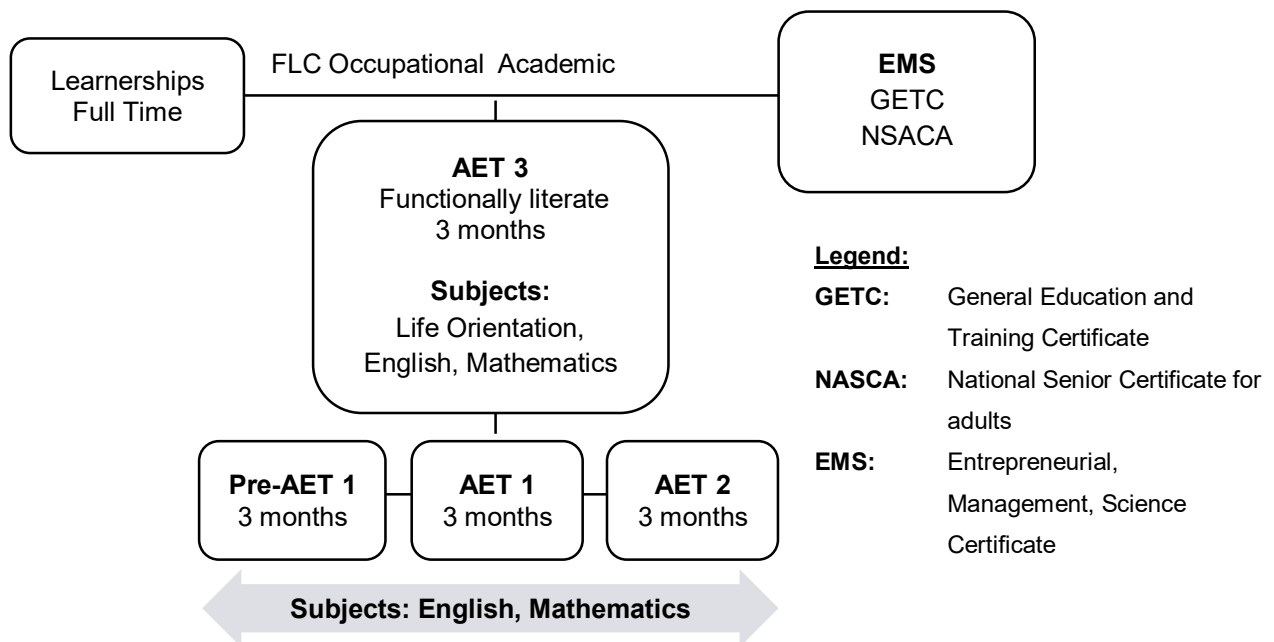 Learnerships
Full Time
FLC Occupational Academic
EMS
GETC
NSACA
AET 3
Functionally literate
3 months
Subjects:
Life Orientation,
English, Mathematics
Legend:
GETC: General Education and
Training Certificate
NASCA: National Senior Certificate for
adults
EMS: Entrepreneurial,
Management, Science
Certificate
Pre-AET 1
3 months
AET 1
3 months
AET 2
3 months
Subjects: English, Mathematics